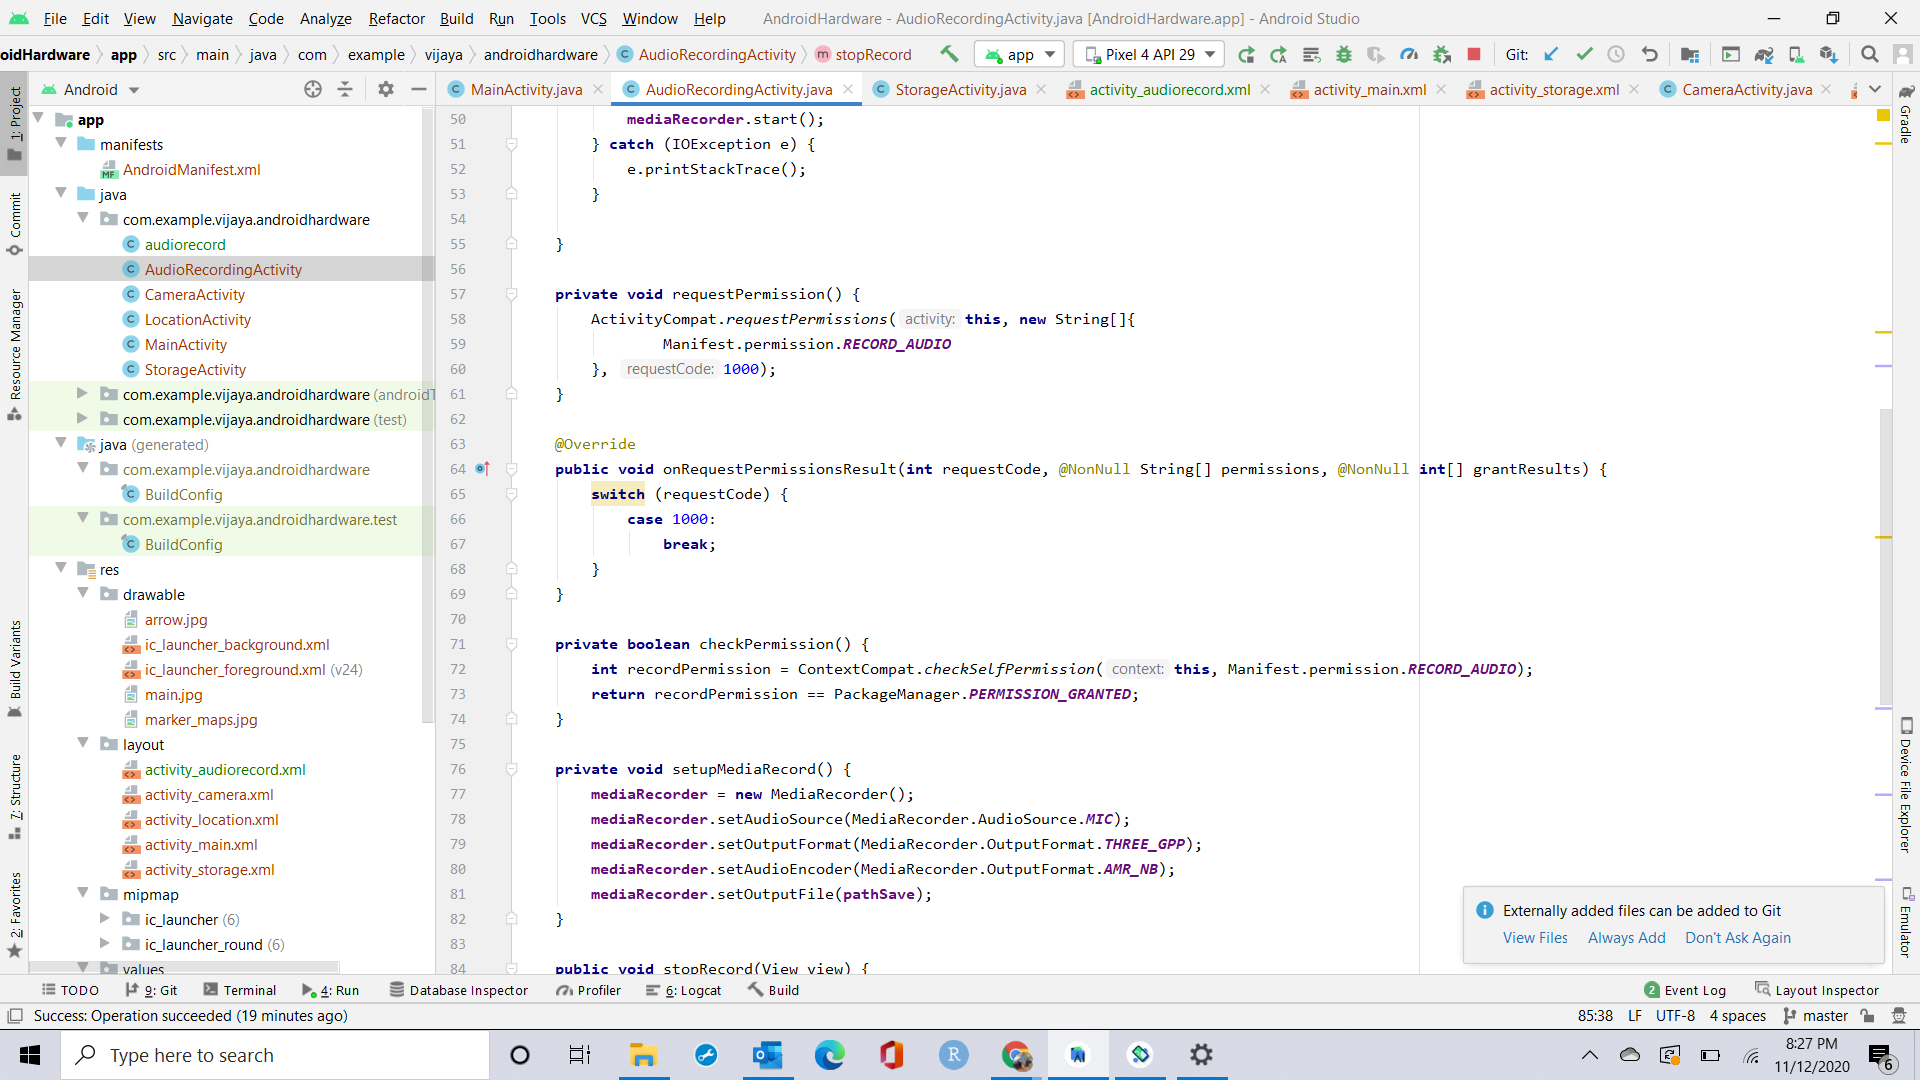 File Edit View Navigate Code Analyze Refactor Build Run Tools VCS Window Help AndroidHardware - AudioRecordingActivity.java [AndroidHardware.app] - Android Studio
oidHardware app src main java com example vijaya androidhardware AudioRecordingActivity stopRecord app Pixel 4 API 29 Git:
Android
MainActivity.java AudioRecordingActivity.java StorageActivity.java activity_audiorecord.xml activity_main.xml activity_storage.xml CameraActivity.java
1: Project
Commit
Resource Manager
Build Variants
7: Structure
2: Favorites
app
manifests
AndroidManifest.xml
java
com.example.vijaya.androidhardware
audiorecord
AudioRecordingActivity
CameraActivity
LocationActivity
MainActivity
StorageActivity
com.example.vijaya.androidhardware (androidT
com.example.vijaya.androidhardware (test)
java (generated)
com.example.vijaya.androidhardware
BuildConfig
com.example.vijaya.androidhardware.test
BuildConfig
res
drawable
arrow.jpg
ic_launcher_background.xml
ic_launcher_foreground.xml (v24)
main.jpg
marker_maps.jpg
layout
activity_audiorecord.xml
activity_camera.xml
activity_location.xml
activity_main.xml
activity_storage.xml
mipmap
ic_launcher (6)
ic_launcher_round (6)
values
50 mediaRecorder.start();
51 } catch (IOException e) {
52 e.printStackTrace();
53 }
54
55 }
56
57 private void requestPermission() {
58 ActivityCompat.requestPermissions( activity: this, new String[]{
59 Manifest.permission.RECORD_AUDIO
60 }, requestCode: 1000);
61 }
62
63 @Override
64 public void onRequestPermissionsResult(int requestCode, @NonNull String[] permissions, @NonNull int[] grantResults) {
65 switch (requestCode) {
66 case 1000:
67 break;
68 }
69 }
70
71 private boolean checkPermission() {
72 int recordPermission = ContextCompat.checkSelfPermission( context: this, Manifest.permission.RECORD_AUDIO);
73 return recordPermission == PackageManager.PERMISSION_GRANTED;
74 }
75
76 private void setupMediaRecord() {
77 mediaRecorder = new MediaRecorder();
78 mediaRecorder.setAudioSource(MediaRecorder.AudioSource.MIC);
79 mediaRecorder.setOutputFormat(MediaRecorder.OutputFormat.THREE_GPP);
80 mediaRecorder.setAudioEncoder(MediaRecorder.OutputFormat.AMR_NB);
81 mediaRecorder.setOutputFile(pathSave);
82 }
83
84 public void stopRecord(View view) {
Gradle
Device File Explorer
Emulator
Externally added files can be added to Git
View Files Always Add Don't Ask Again
TODO 9: Git Terminal 4: Run Database Inspector Profiler 6: Logcat Build 2 Event Log Layout Inspector
Success: Operation succeeded (19 minutes ago) 85:38 LF UTF-8 4 spaces master
Type here to search
8:27 PM
11/12/2020
6